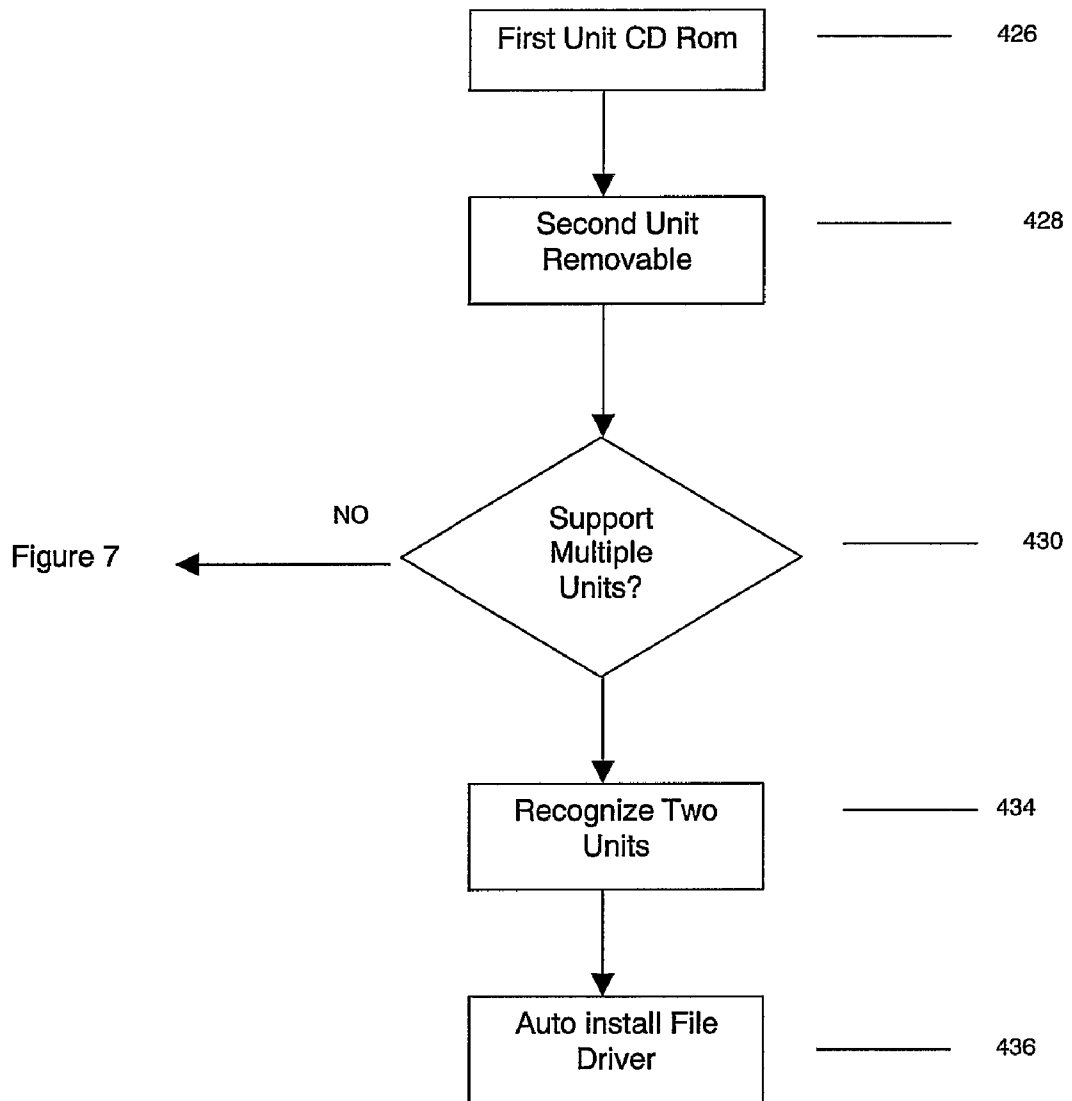 First Unit CD Rom
426
Second Unit
Removable
428
NO
Support
Multiple
Units?
430
Figure 7
Recognize Two
Units
434
Auto install File
Driver
436